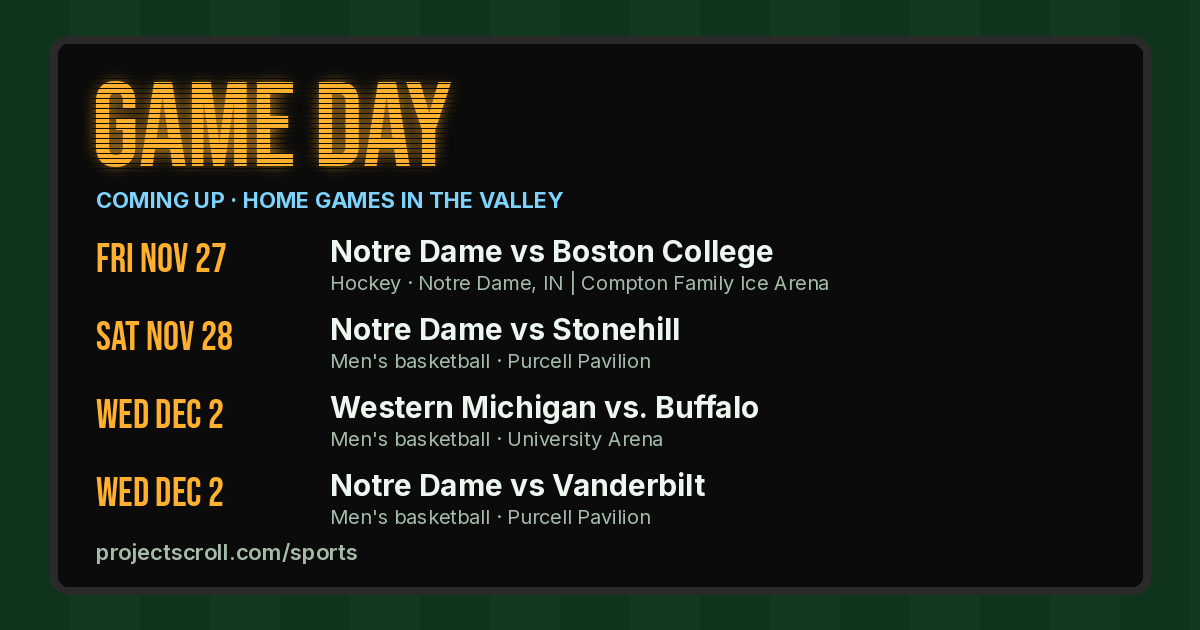 GAME DAY
COMING UP · HOME GAMES IN THE VALLEY
FRI NOV 27
Notre Dame vs Boston College
Hockey · Notre Dame, IN | Compton Family Ice Arena
SAT NOV 28
Notre Dame vs Stonehill
Men's basketball · Purcell Pavilion
WED DEC 2
Western Michigan vs. Buffalo
Men's basketball · University Arena
WED DEC 2
Notre Dame vs Vanderbilt
Men's basketball · Purcell Pavilion
projectscroll.com/sports